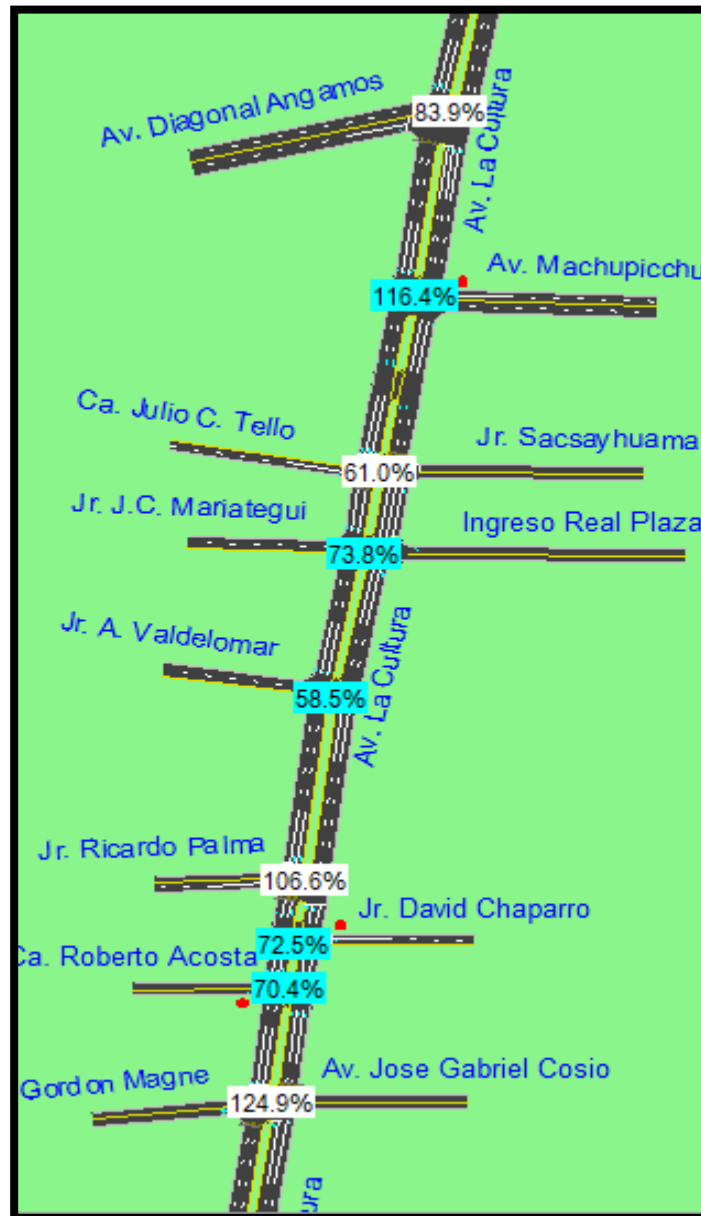 Av. Diagonal Angamos
83.9%
Av. La Cultura
Av. Machupicchu
116.4%
Ca. Julio C. Tello
61.0%
Jr. Sacsayhuama
Jr. J.C. Mariategui
73.8%
Ingreso Real Plaza
Jr. A. Valdelomar
58.5%
Av. La Cultura
Jr. Ricardo Palma
106.6%
Jr. David Chaparro
72.5%
Ca. Roberto Acosta
70.4%
Gordon Magne
124.9%
Av. Jose Gabriel Cosio
ura